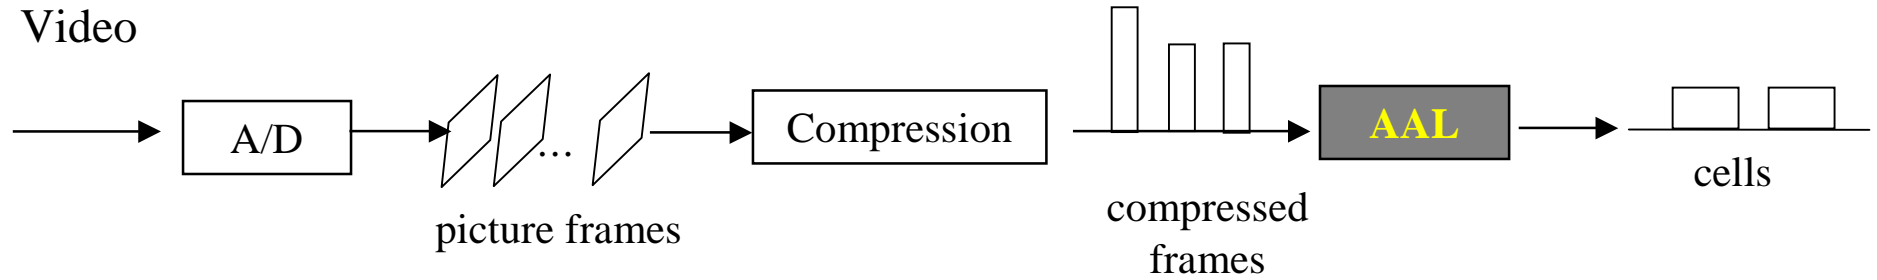 Video
A/D
...
picture frames
Compression
compressed
frames
AAL
cells